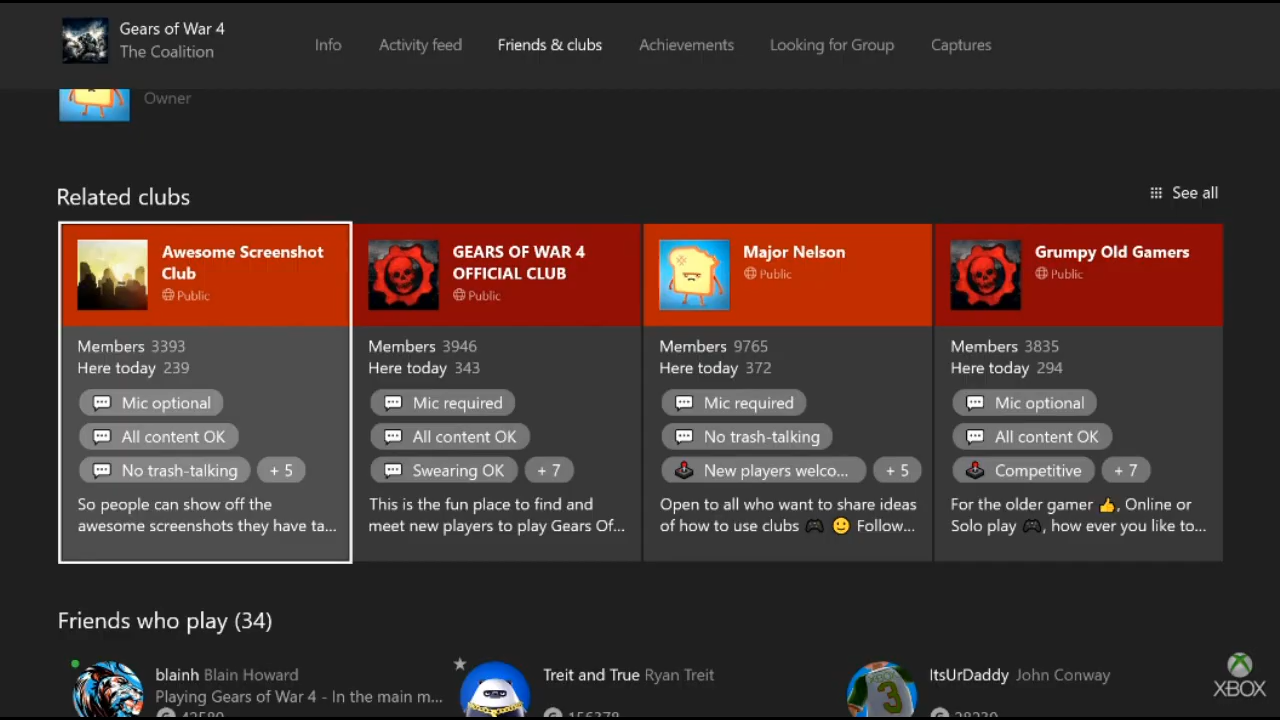 Gears of War 4
The Coalition
Info Activity feed Friends & clubs Achievements Looking for Group Captures
Owner
Related clubs
See all
Awesome Screenshot
Club
Public
Members 3393
Here today 239
Mic optional
All content OK
No trash-talking + 5
So people can show off the
awesome screenshots they have ta...
GEARS OF WAR 4
OFFICIAL CLUB
Public
Members 3946
Here today 343
Mic required
All content OK
Swearing OK + 7
This is the fun place to find and
meet new players to play Gears Of...
Major Nelson
Public
Members 9765
Here today 372
Mic required
No trash-talking
New players welco... + 5
Open to all who want to share ideas
of how to use clubs 🎮 🙂 Follow...
Grumpy Old Gamers
Public
Members 3835
Here today 294
Mic optional
All content OK
Competitive + 7
For the older gamer 👍, Online or
Solo play 🎮, how ever you like to...
Friends who play (34)
blainh Blain Howard
Playing Gears of War 4 - In the main m...
G 42580
Treit and True Ryan Treit
G 156378
ItsUrDaddy John Conway
G 28239
XBOX